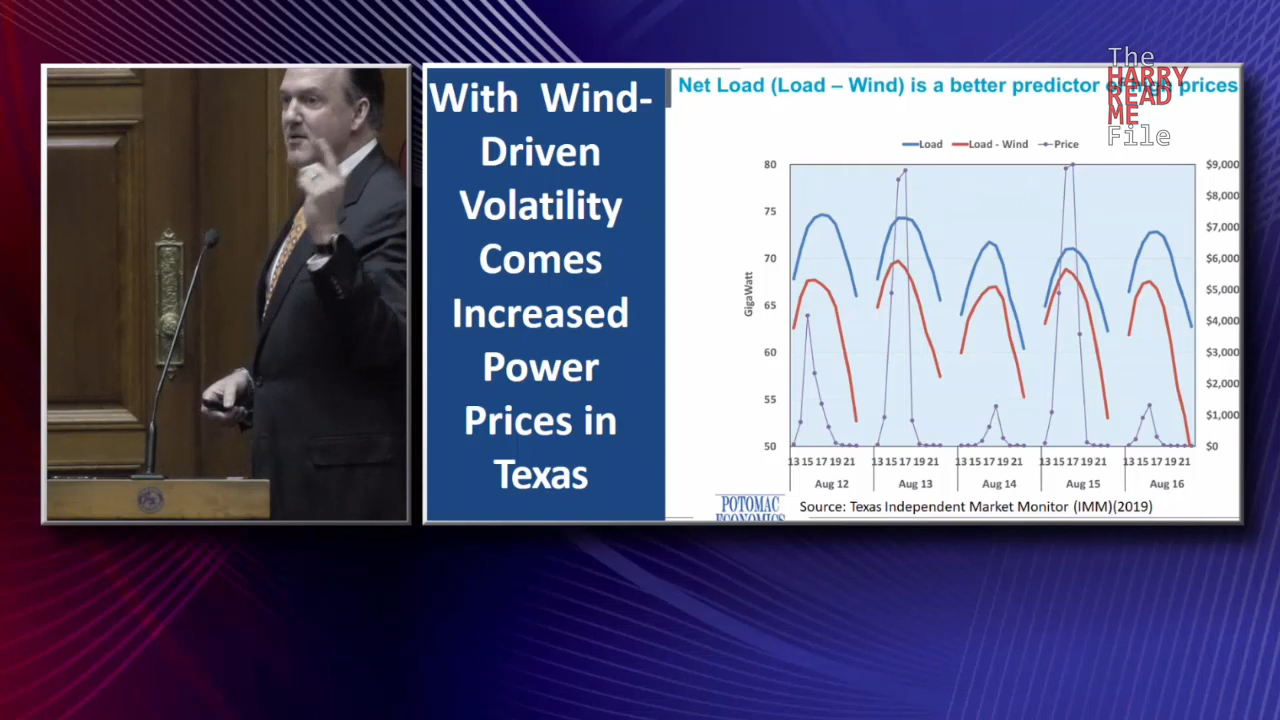 The
HARRY
READ
ME
File
With Wind-
Driven
Volatility
Comes
Increased
Power
Prices in
Texas
Net Load (Load – Wind) is a better predictor of high prices
Load Load - Wind Price
80
75
70
65
60
55
50
GigaWatt
$9,000
$8,000
$7,000
$6,000
$5,000
$4,000
$3,000
$2,000
$1,000
$0
13 15 17 19 21 13 15 17 19 21 13 15 17 19 21 13 15 17 19 21 13 15 17 19 21
Aug 12 Aug 13 Aug 14 Aug 15 Aug 16
POTOMAC
ECONOMICS
Source: Texas Independent Market Monitor (IMM)(2019)